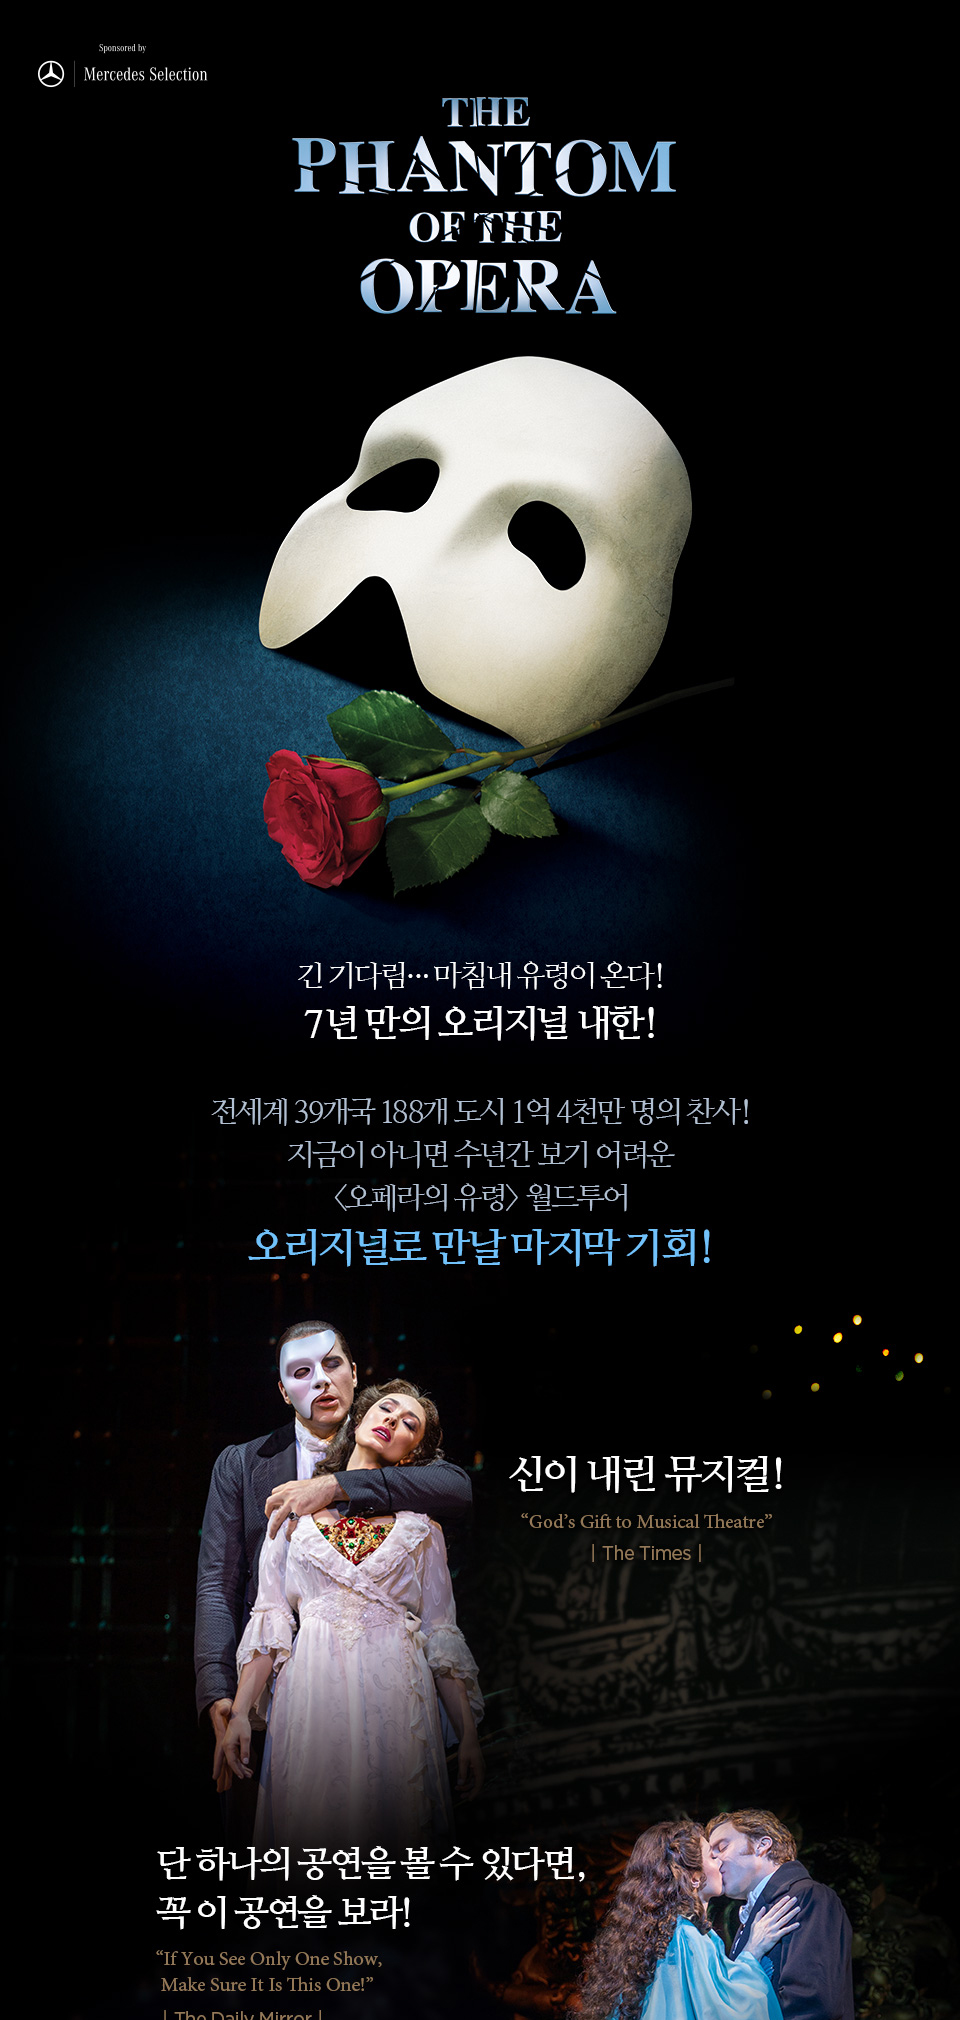 Sponsored by
Mercedes Selection
THE
PHANTOM
OF THE
OPERA
긴 기다림… 마침내 유령이 온다!
7년 만의 오리지널 내한!
전세계 39개국 188개 도시 1억 4천만 명의 찬사!
지금이 아니면 수년간 보기 어려운
〈오페라의 유령〉 월드투어
오리지널로 만날 마지막 기회!
신이 내린 뮤지컬!
“God’s Gift to Musical Theatre”
| The Times |
단 하나의 공연을 볼 수 있다면,
꼭 이 공연을 보라!
“If You See Only One Show,
Make Sure It Is This One!”
| The Daily Mirror |